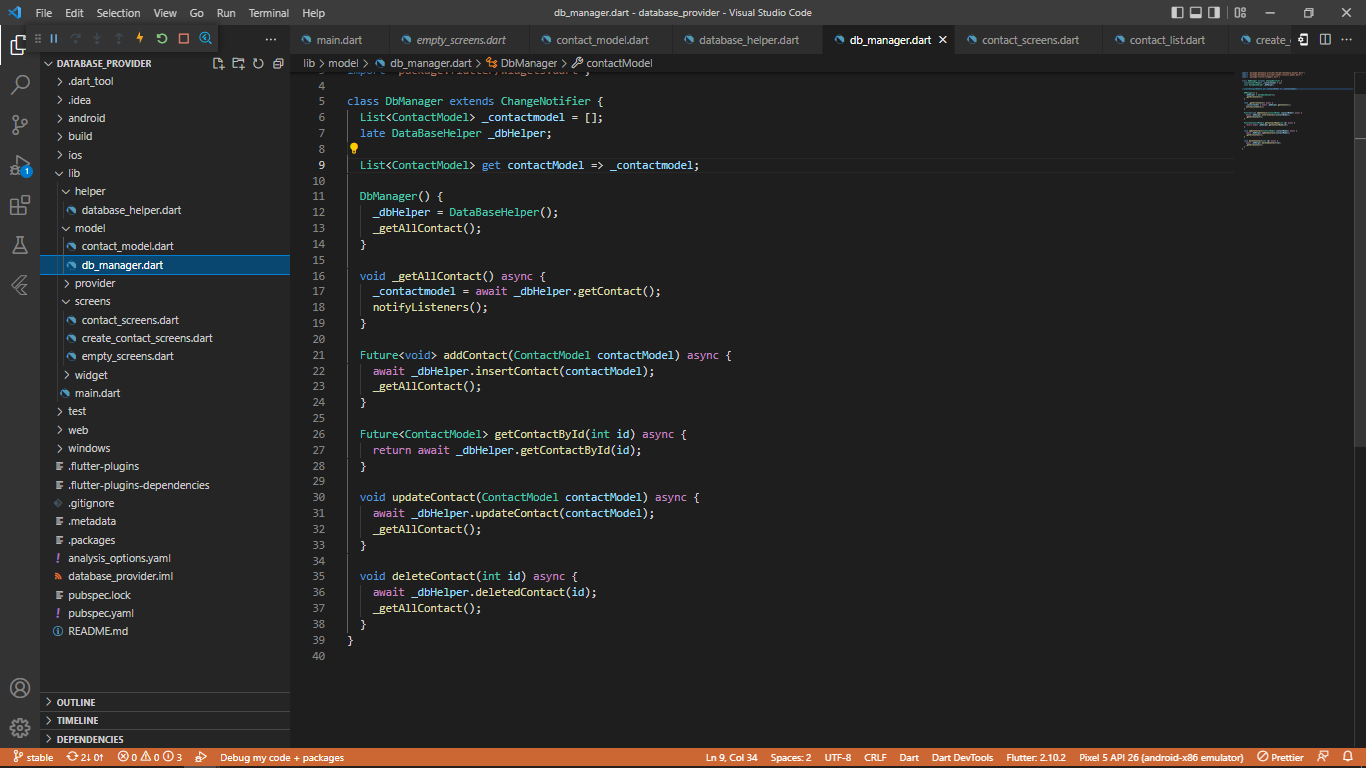 File Edit Selection View Go Run Terminal Help
db_manager.dart - database_provider - Visual Studio Code
main.dart
empty_screens.dart
contact_model.dart
database_helper.dart
db_manager.dart
contact_screens.dart
contact_list.dart
create_
DATABASE_PROVIDER
.dart_tool
.idea
android
build
ios
lib
helper
database_helper.dart
model
contact_model.dart
db_manager.dart
provider
screens
contact_screens.dart
create_contact_screens.dart
empty_screens.dart
widget
main.dart
test
web
windows
.flutter-plugins
.flutter-plugins-dependencies
.gitignore
.metadata
.packages
analysis_options.yaml
database_provider.iml
pubspec.lock
pubspec.yaml
README.md
OUTLINE
TIMELINE
DEPENDENCIES
1
lib > model > db_manager.dart > DbManager > contactModel
4
5 class DbManager extends ChangeNotifier {
6 List<ContactModel> _contactmodel = [];
7 late DataBaseHelper _dbHelper;
8
9 List<ContactModel> get contactModel => _contactmodel;
10
11 DbManager() {
12 _dbHelper = DataBaseHelper();
13 _getAllContact();
14 }
15
16 void _getAllContact() async {
17 _contactmodel = await _dbHelper.getContact();
18 notifyListeners();
19 }
20
21 Future<void> addContact(ContactModel contactModel) async {
22 await _dbHelper.insertContact(contactModel);
23 _getAllContact();
24 }
25
26 Future<ContactModel> getContactById(int id) async {
27 return await _dbHelper.getContactById(id);
28 }
29
30 void updateContact(ContactModel contactModel) async {
31 await _dbHelper.updateContact(contactModel);
32 _getAllContact();
33 }
34
35 void deleteContact(int id) async {
36 await _dbHelper.deletedContact(id);
37 _getAllContact();
38 }
39 }
40
stable 2↓ 0↑ 0 0 3 Debug my code + packages
Ln 9, Col 34 Spaces: 2 UTF-8 CRLF Dart Dart DevTools Flutter: 2.10.2 Pixel 5 API 26 (android-x86 emulator) Prettier